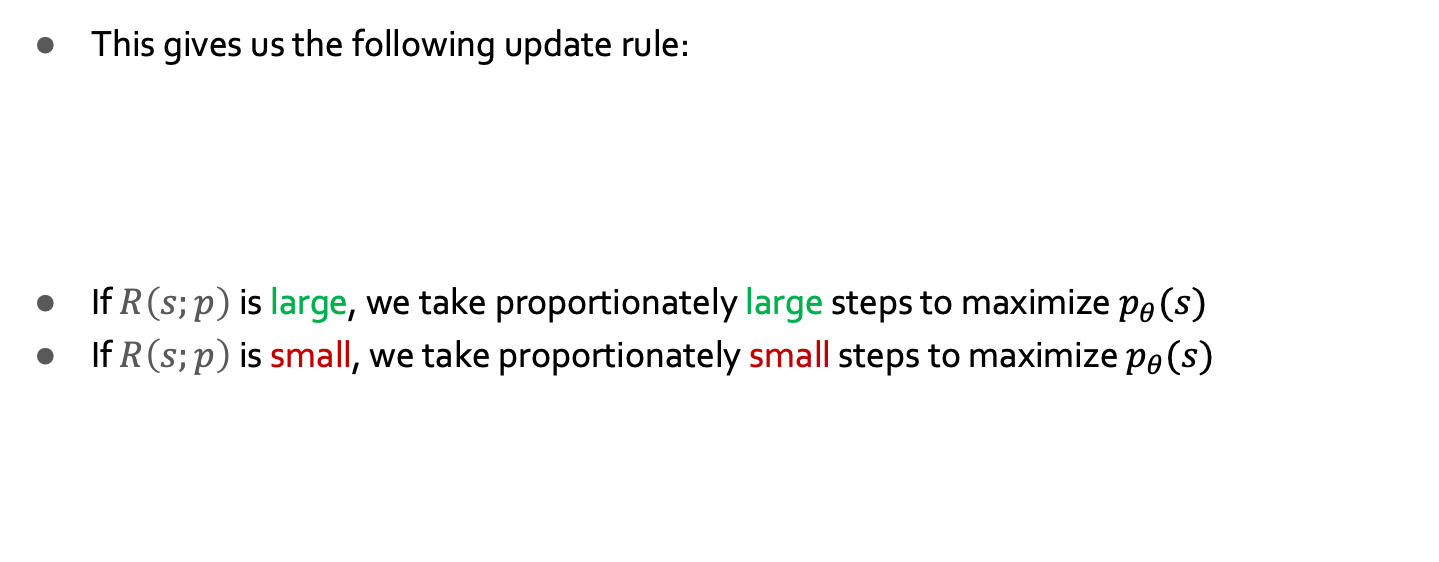 ● This gives us the following update rule:
● If R(s; p) is large, we take proportionately large steps to maximize pθ(s)
● If R(s; p) is small, we take proportionately small steps to maximize pθ(s)